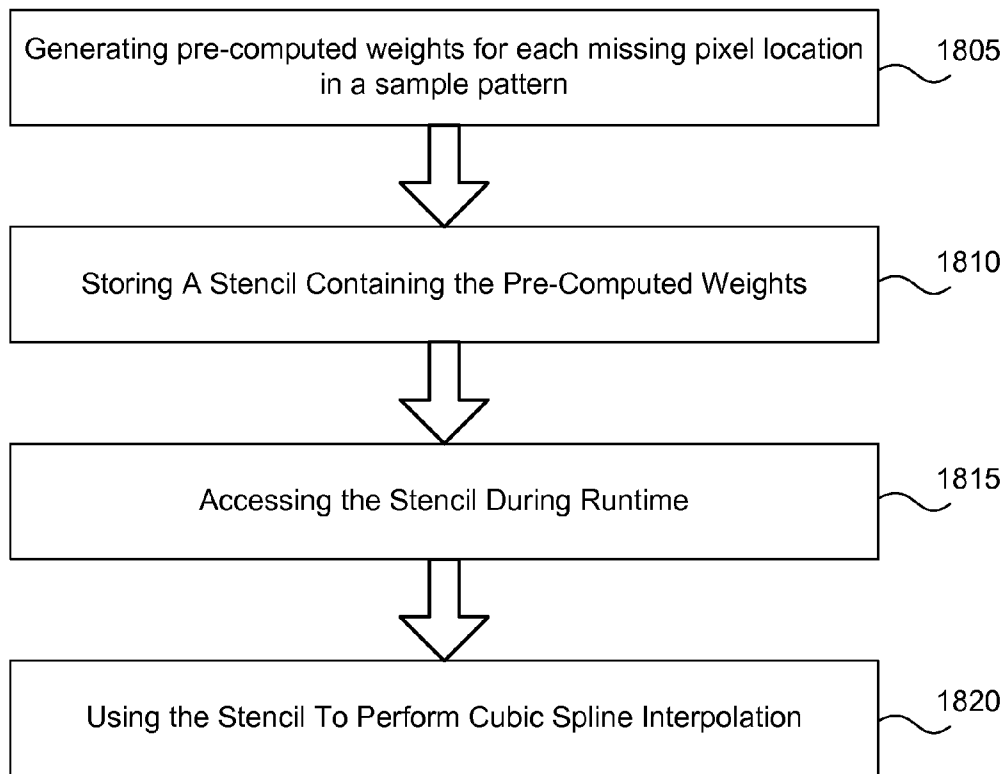 Generating pre-computed weights for each missing pixel location
in a sample pattern
1805
Storing A Stencil Containing the Pre-Computed Weights
1810
Accessing the Stencil During Runtime
1815
Using the Stencil To Perform Cubic Spline Interpolation
1820